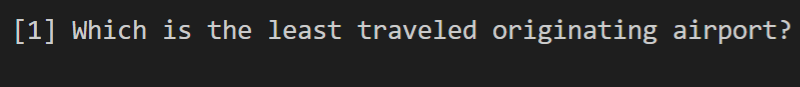 [1] Which is the least traveled originating airport?